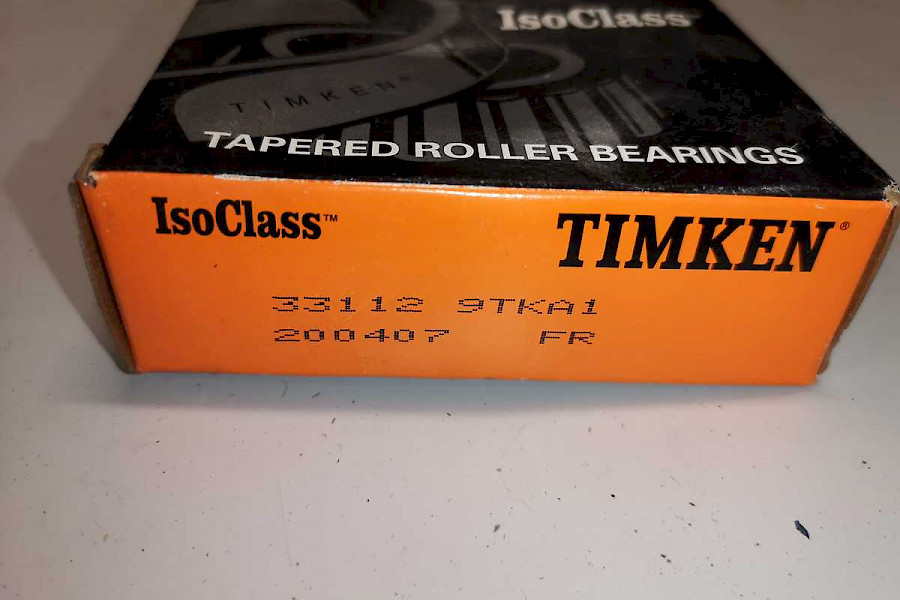 IsoClass™
TIMKEN®
TAPERED ROLLER BEARINGS
IsoClass™
TIMKEN®
33112 9TKA1
200407 FR